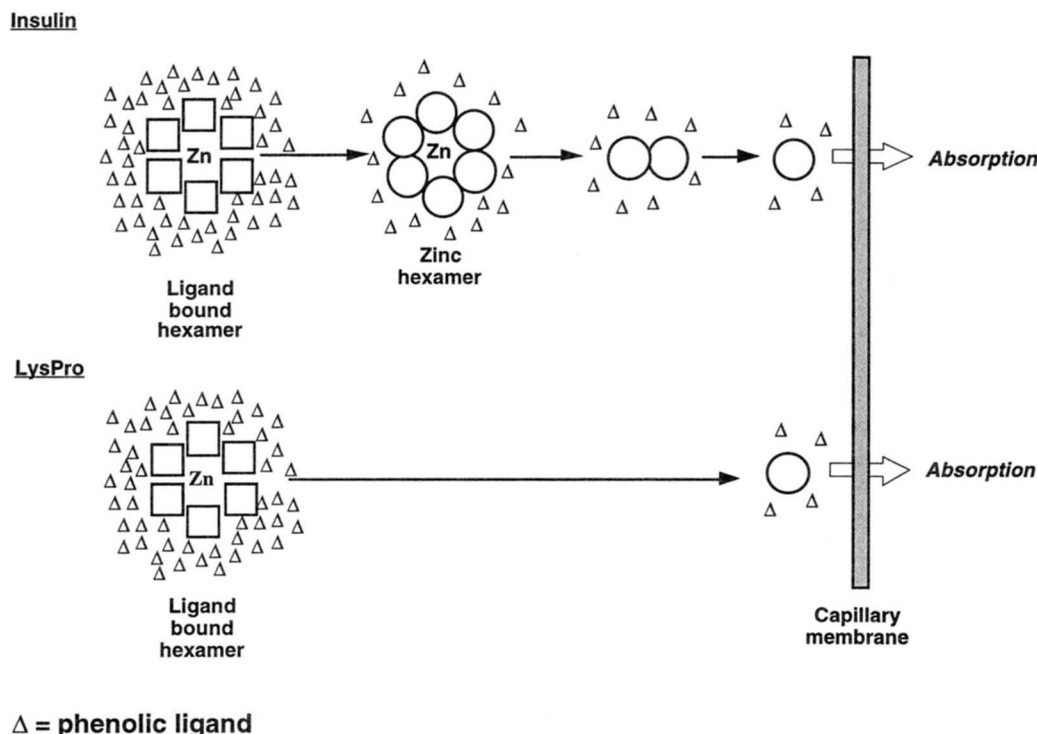 Insulin
Zn
Zn
Absorption
Zinc
hexamer
Ligand
bound
hexamer
LysPro
Zn
Absorption
Ligand
bound
hexamer
Capillary
membrane
Δ = phenolic ligand